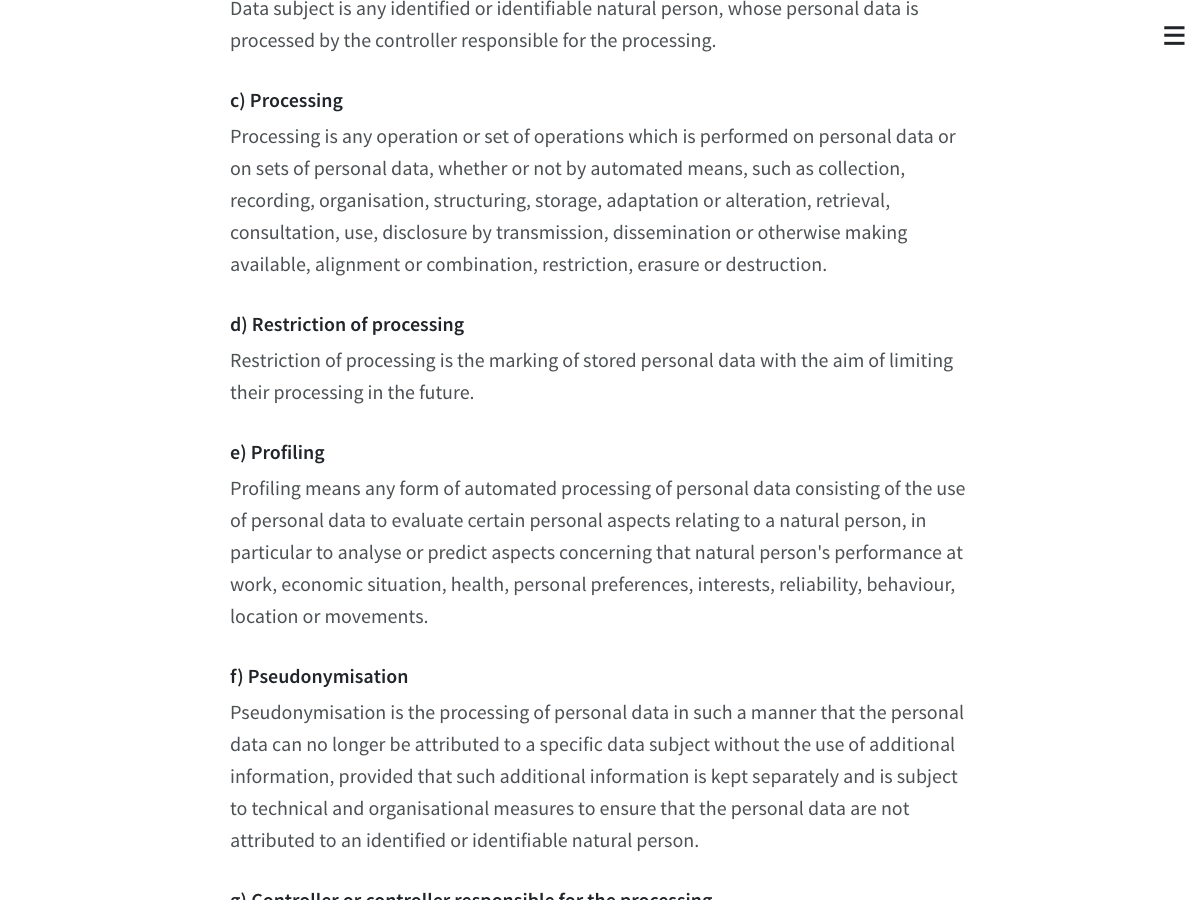 Data subject is any identified or identifiable natural person, whose personal data is
processed by the controller responsible for the processing.
c) Processing
Processing is any operation or set of operations which is performed on personal data or
on sets of personal data, whether or not by automated means, such as collection,
recording, organisation, structuring, storage, adaptation or alteration, retrieval,
consultation, use, disclosure by transmission, dissemination or otherwise making
available, alignment or combination, restriction, erasure or destruction.
d) Restriction of processing
Restriction of processing is the marking of stored personal data with the aim of limiting
their processing in the future.
e) Profiling
Profiling means any form of automated processing of personal data consisting of the use
of personal data to evaluate certain personal aspects relating to a natural person, in
particular to analyse or predict aspects concerning that natural person's performance at
work, economic situation, health, personal preferences, interests, reliability, behaviour,
location or movements.
f) Pseudonymisation
Pseudonymisation is the processing of personal data in such a manner that the personal
data can no longer be attributed to a specific data subject without the use of additional
information, provided that such additional information is kept separately and is subject
to technical and organisational measures to ensure that the personal data are not
attributed to an identified or identifiable natural person.
g) Controller or controller responsible for the processing